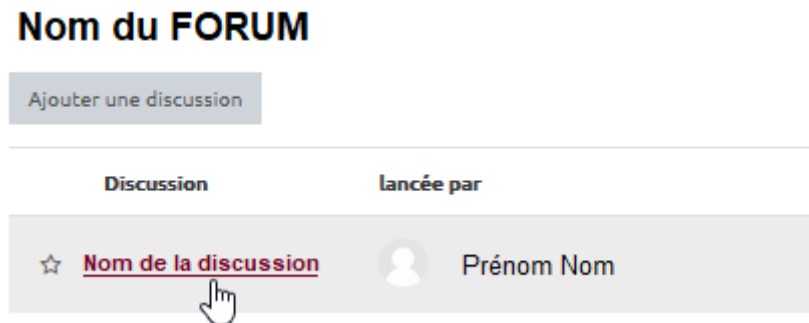 Nom du FORUM
Ajouter une discussion
Discussion lancée par
Nom de la discussion Prénom Nom